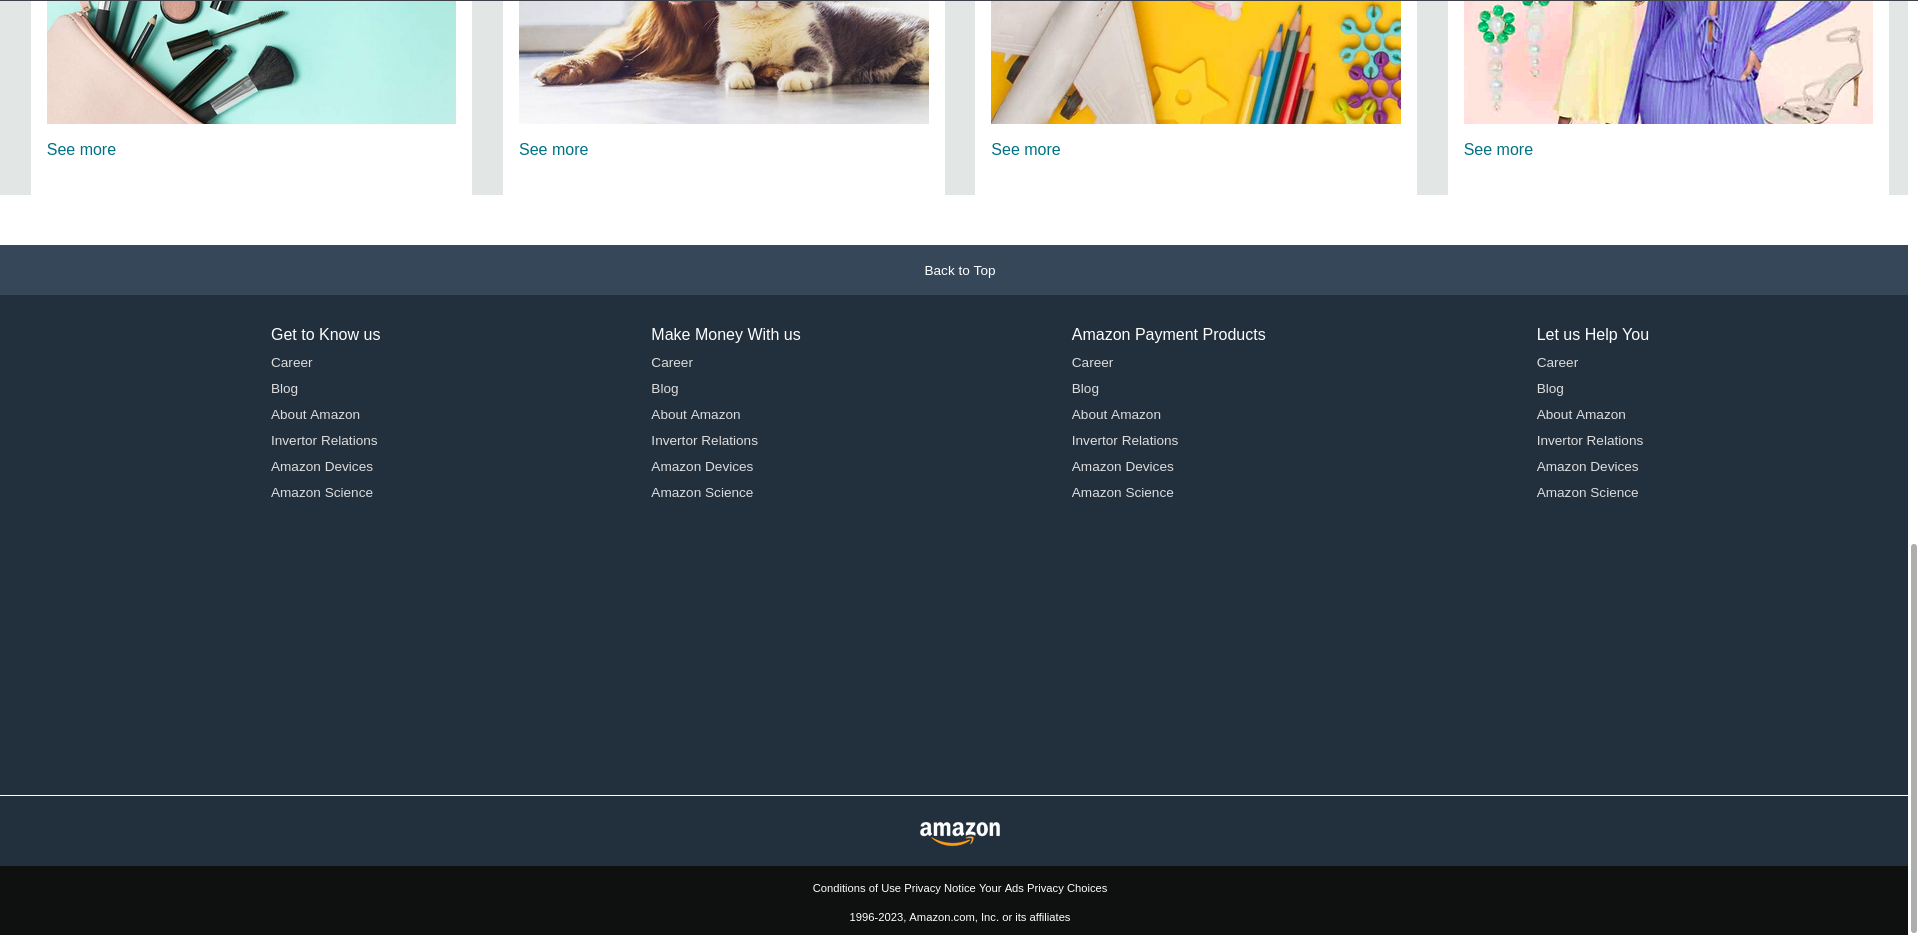 See more
See more
See more
See more
Back to Top
Get to Know us
Career
Blog
About Amazon
Invertor Relations
Amazon Devices
Amazon Science
Make Money With us
Career
Blog
About Amazon
Invertor Relations
Amazon Devices
Amazon Science
Amazon Payment Products
Career
Blog
About Amazon
Invertor Relations
Amazon Devices
Amazon Science
Let us Help You
Career
Blog
About Amazon
Invertor Relations
Amazon Devices
Amazon Science
amazon
Conditions of Use Privacy Notice Your Ads Privacy Choices
1996-2023, Amazon.com, Inc. or its affiliates